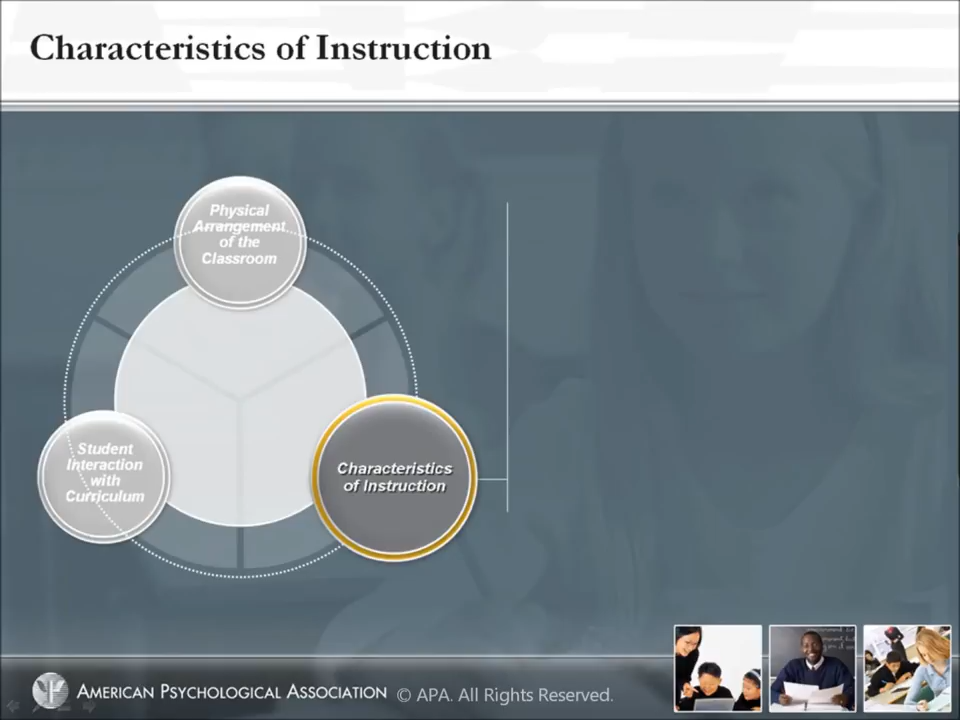 Characteristics of Instruction
Physical
Arrangement
of the
Classroom
Student
Interaction
with
Curriculum
Characteristics
of Instruction
AMERICAN PSYCHOLOGICAL ASSOCIATION © APA. All Rights Reserved.